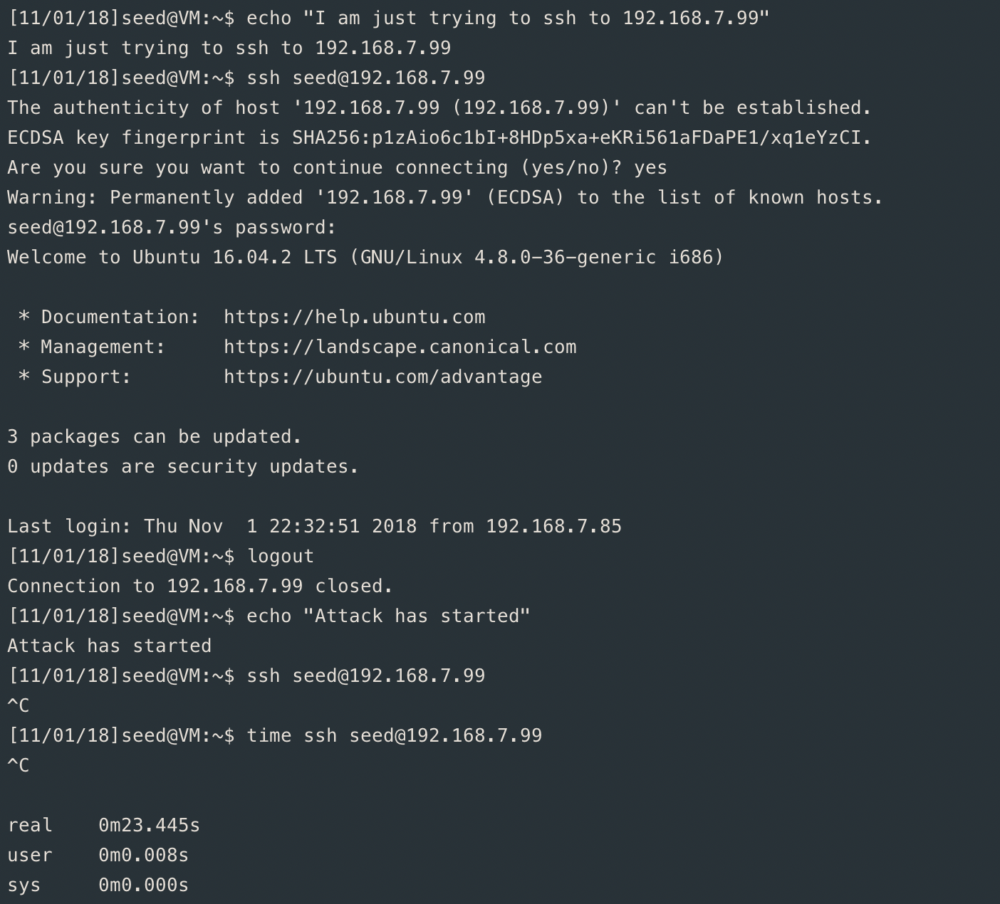 [11/01/18]seed@VM:~$ echo "I am just trying to ssh to 192.168.7.99"
I am just trying to ssh to 192.168.7.99
[11/01/18]seed@VM:~$ ssh seed@192.168.7.99
The authenticity of host '192.168.7.99 (192.168.7.99)' can't be established.
ECDSA key fingerprint is SHA256:p1zAio6c1bI+8HDp5xa+eKRi561aFDaPE1/xq1eYzCI.
Are you sure you want to continue connecting (yes/no)? yes
Warning: Permanently added '192.168.7.99' (ECDSA) to the list of known hosts.
seed@192.168.7.99's password:
Welcome to Ubuntu 16.04.2 LTS (GNU/Linux 4.8.0-36-generic i686)

 * Documentation:  https://help.ubuntu.com
 * Management:     https://landscape.canonical.com
 * Support:        https://ubuntu.com/advantage

3 packages can be updated.
0 updates are security updates.

Last login: Thu Nov  1 22:32:51 2018 from 192.168.7.85
[11/01/18]seed@VM:~$ logout
Connection to 192.168.7.99 closed.
[11/01/18]seed@VM:~$ echo "Attack has started"
Attack has started
[11/01/18]seed@VM:~$ ssh seed@192.168.7.99
^C
[11/01/18]seed@VM:~$ time ssh seed@192.168.7.99
^C

real    0m23.445s
user    0m0.008s
sys     0m0.000s